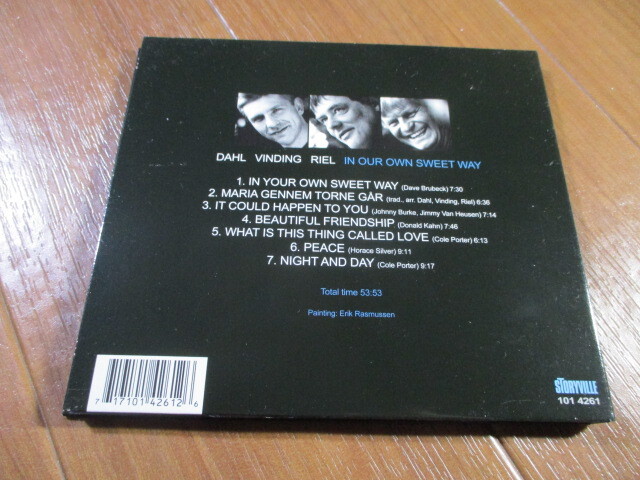 DAHL VINDING RIEL IN OUR OWN SWEET WAY
1. IN YOUR OWN SWEET WAY (Dave Brubeck) 7:30
2. MARIA GENNEM TORNE GÅR (trad., arr. Dahl, Vinding, Riel) 6:36
3. IT COULD HAPPEN TO YOU (Johnny Burke, Jimmy Van Heusen) 7:14
4. BEAUTIFUL FRIENDSHIP (Donald Kahn) 7:46
5. WHAT IS THIS THING CALLED LOVE (Cole Porter) 6:13
6. PEACE (Horace Silver) 9:11
7. NIGHT AND DAY (Cole Porter) 9:17
Total time 53:53
Painting: Erik Rasmussen
STORYVILLE
101 4261
7 17101 42612 6